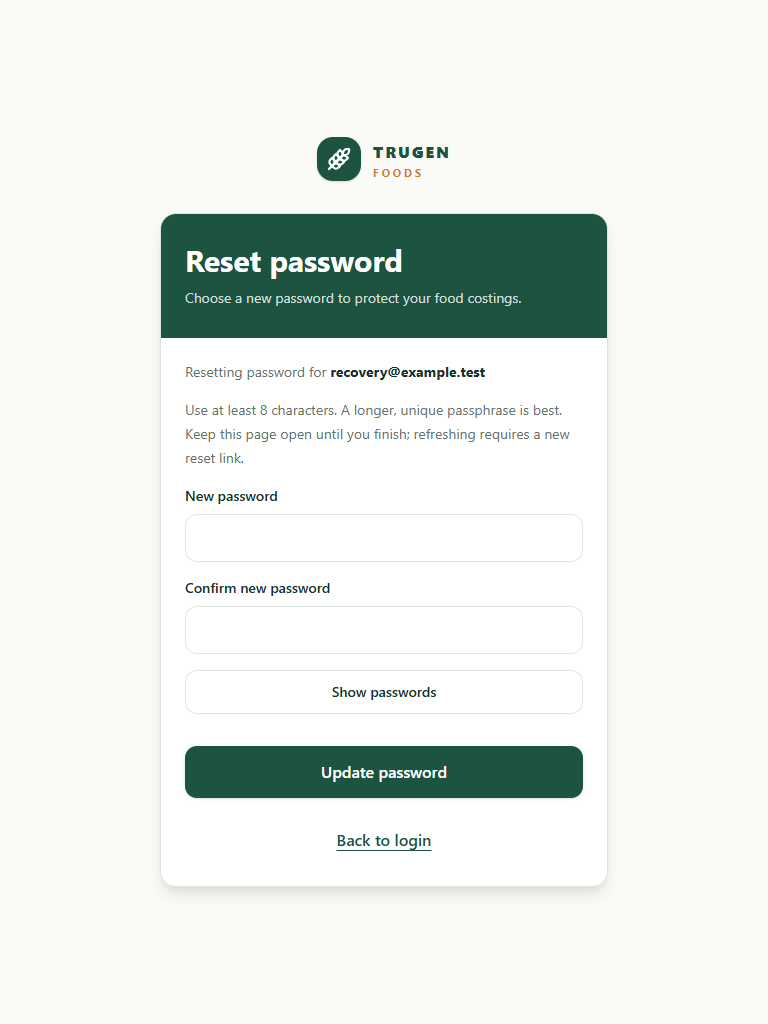 TRUGEN
FOODS
Reset password
Choose a new password to protect your food costings.
Resetting password for recovery@example.test
Use at least 8 characters. A longer, unique passphrase is best.
Keep this page open until you finish; refreshing requires a new
reset link.
New password
Confirm new password
Show passwords
Update password
Back to login